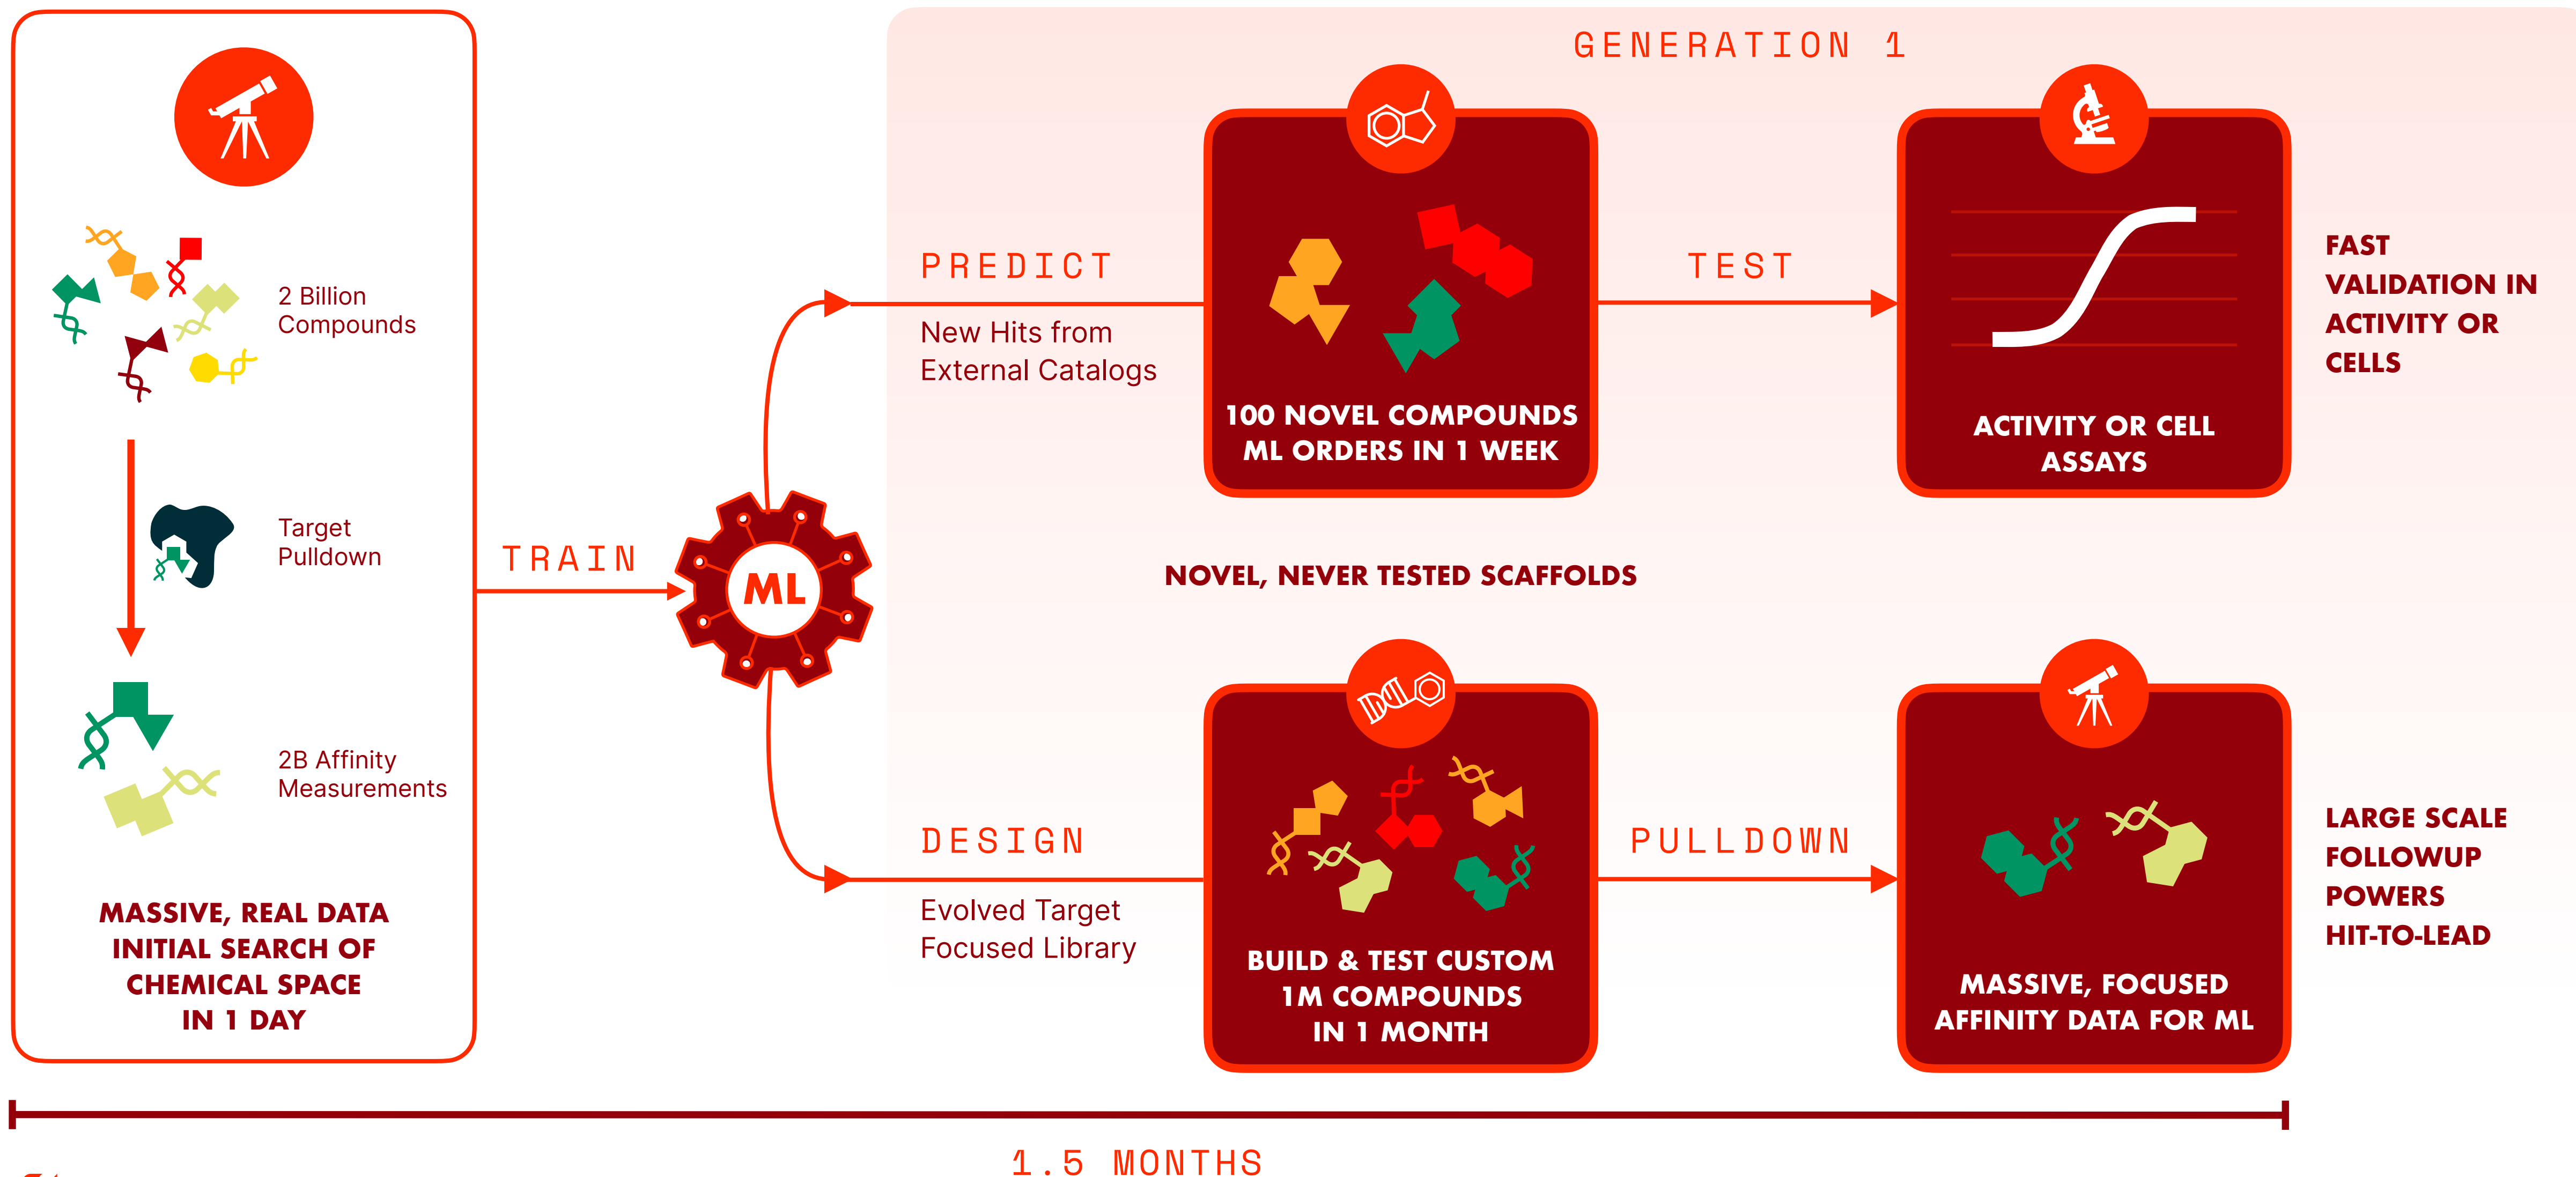 GENERATION 1
2 Billion
Compounds
Target
Pulldown
2B Affinity
Measurements
MASSIVE, REAL DATA
INITIAL SEARCH OF
CHEMICAL SPACE
IN 1 DAY
TRAIN
ML
PREDICT
New Hits from
External Catalogs
100 NOVEL COMPOUNDS
ML ORDERS IN 1 WEEK
TEST
ACTIVITY OR CELL
ASSAYS
FAST
VALIDATION IN
ACTIVITY OR
CELLS
NOVEL, NEVER TESTED SCAFFOLDS
DESIGN
Evolved Target
Focused Library
BUILD & TEST CUSTOM
1M COMPOUNDS
IN 1 MONTH
PULLDOWN
MASSIVE, FOCUSED
AFFINITY DATA FOR ML
LARGE SCALE
FOLLOWUP
POWERS
HIT-TO-LEAD
1.5 MONTHS